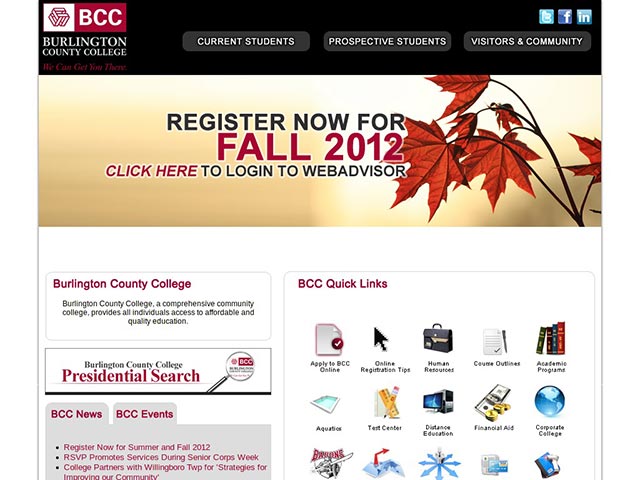 BCC
BURLINGTON
COUNTY COLLEGE
We Can Get You There.
CURRENT STUDENTS
PROSPECTIVE STUDENTS
VISITORS & COMMUNITY
REGISTER NOW FOR
FALL 2012
CLICK HERE TO LOGIN TO WEBADVISOR
Burlington County College
Burlington County College, a comprehensive community
college, provides all individuals access to affordable and
quality education.
Burlington County College
Presidential Search
BCC
BCC News
BCC Events
Register Now for Summer and Fall 2012
RSVP Promotes Services During Senior Corps Week
College Partners with Willingboro Twp for 'Strategies for
Improving our Community'
BCC Quick Links
Apply to BCC
Online
Online
Registration Tips
Human
Resources
Course Outlines
Academic
Programs
Aquatics
Test Center
Distance
Education
Financial Aid
Corporate
College